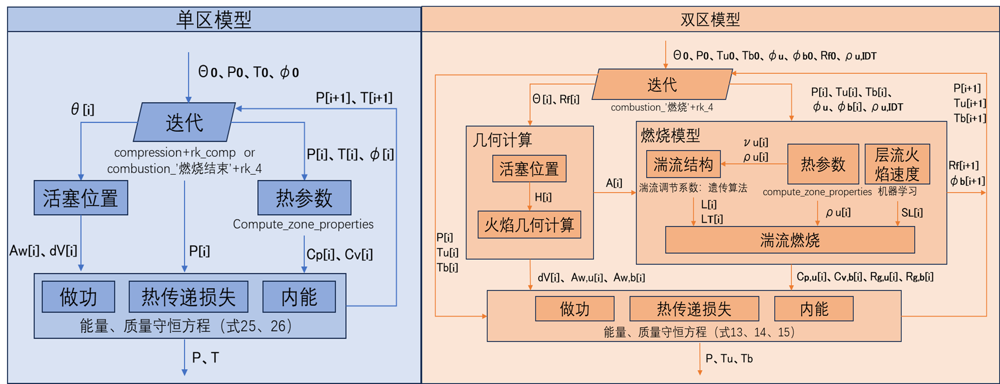 单区模型
Θ0、P0、T0、ϕ0
P[i+1]、T[i+1]
θ[i]
迭代
compression+rk_comp or
combustion_'燃烧结束'+rk_4
P[i]、T[i]、ϕ[i]
活塞位置
热参数
Compute_zone_properties
Aw[i]、dV[i]
P[i]
Cp[i]、Cv[i]
做功
热传递损失
内能
能量、质量守恒方程（式25、26）
P、T
双区模型
Θ0、P0、Tu0、Tb0、ϕu、ϕb0、Rf0、ρu,IDT
迭代
combustion_'燃烧'+rk_4
Θ[i]、Rf[i]
P[i]、Tu[i]、Tb[i]、
ϕu、ϕb[i]、ρu,IDT
P[i+1]
Tu[i+1]
Tb[i+1]
几何计算
活塞位置
H[i]
火焰几何计算
A[i]
燃烧模型
湍流结构
νu[i]
ρu[i]
热参数
层流火
焰速度
湍流调节系数：遗传算法
compute_zone_properties
机器学习
L[i]
LT[i]
ρu[i]
SL[i]
湍流燃烧
Rf[i+1]
ϕb[i+1]
P[i]
Tu[i]
Tb[i]
dV[i]、Aw,u[i]、Aw,b[i]
Cp,u[i]、Cv,b[i]、Rg,u[i]、Rg,b[i]
做功
热传递损失
内能
能量、质量守恒方程（式13、14、15）
P、Tu、Tb